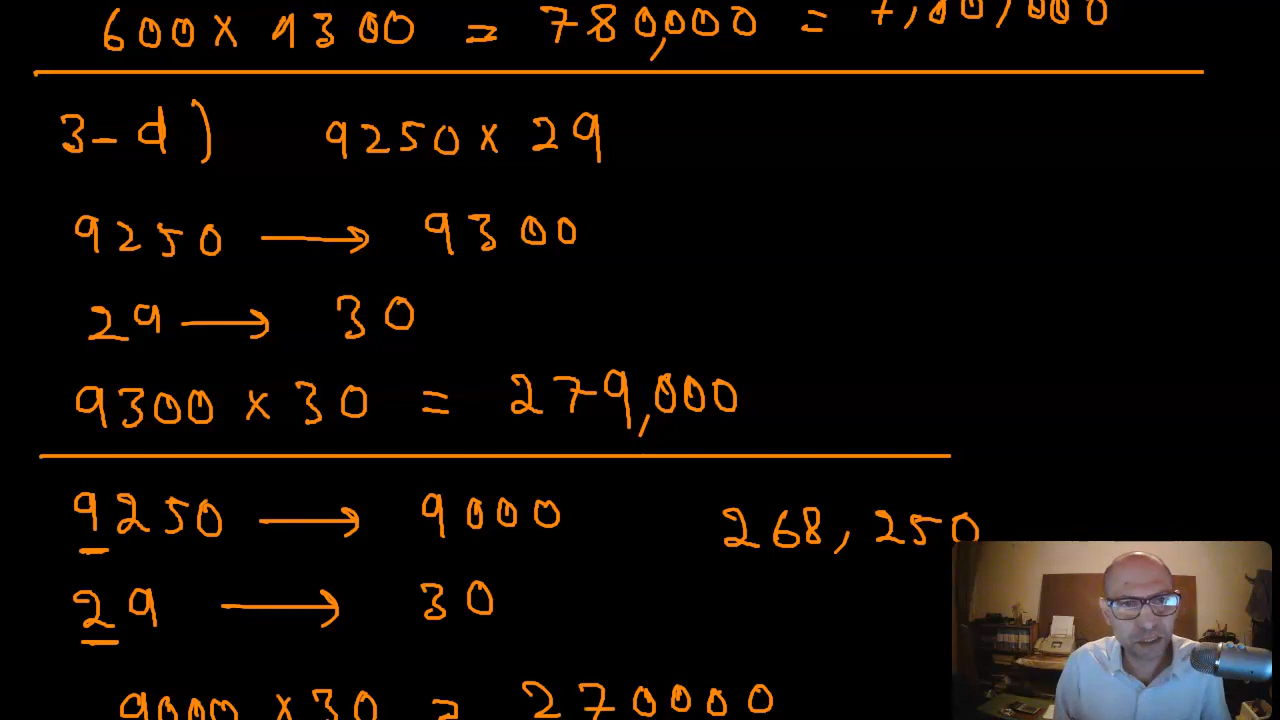 600 × 1300 = 780,000 =
3-d) 9250 × 29
9250 → 9300
29 → 30
9300 × 30 = 279,000
9250 → 9000
268,250
29 → 30
9000 × 30 = 270000